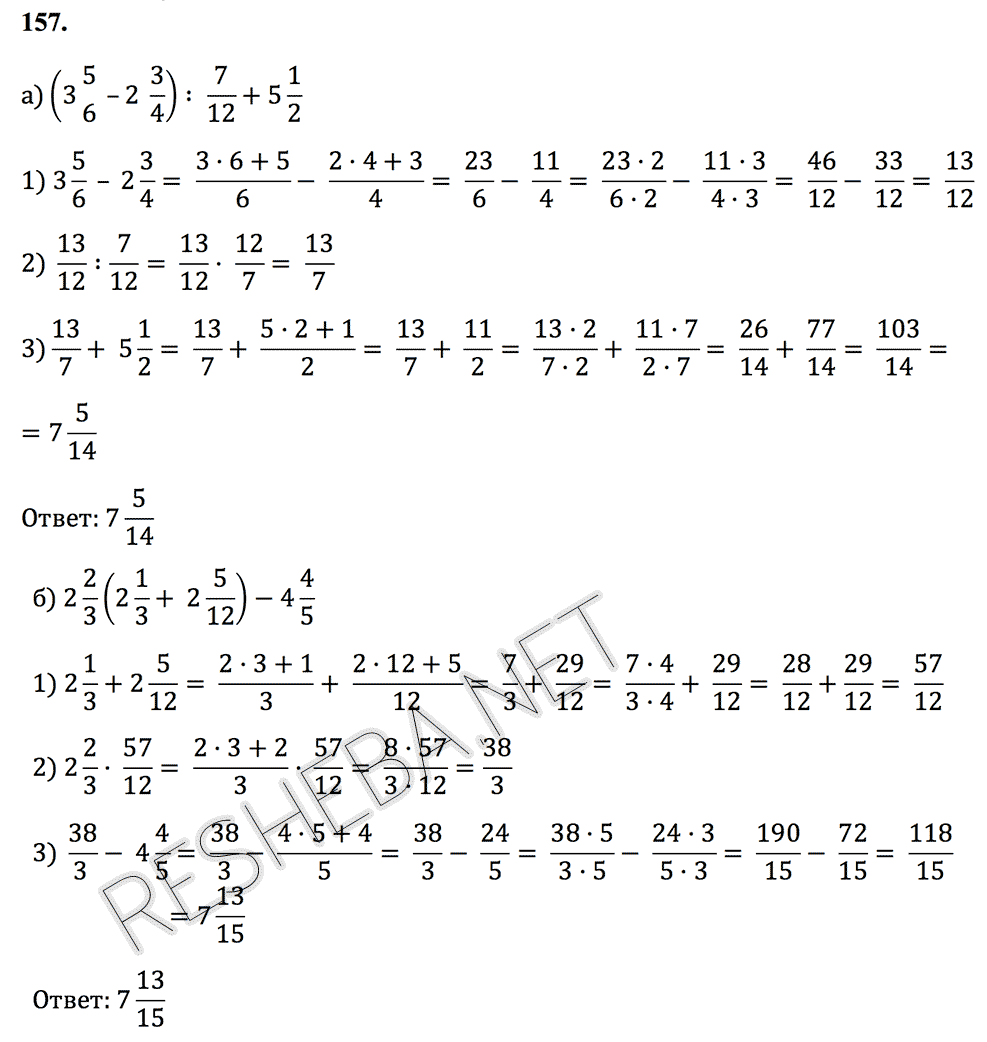 157.
а) (3 5/6 – 2 3/4) : 7/12 + 5 1/2
1) 3 5/6 – 2 3/4 = (3 · 6 + 5)/6 − (2 · 4 + 3)/4 = 23/6 − 11/4 = (23 · 2)/(6 · 2) − (11 · 3)/(4 · 3) = 46/12 − 33/12 = 13/12
2) 13/12 : 7/12 = 13/12 · 12/7 = 13/7
3) 13/7 + 5 1/2 = 13/7 + (5 · 2 + 1)/2 = 13/7 + 11/2 = (13 · 2)/(7 · 2) + (11 · 7)/(2 · 7) = 26/14 + 77/14 = 103/14 =
= 7 5/14
Ответ: 7 5/14
б) 2 2/3 (2 1/3 + 2 5/12) − 4 4/5
1) 2 1/3 + 2 5/12 = (2 · 3 + 1)/3 + (2 · 12 + 5)/12 = 7/3 + 29/12 = (7 · 4)/(3 · 4) + 29/12 = 28/12 + 29/12 = 57/12
2) 2 2/3 · 57/12 = (2 · 3 + 2)/3 · 57/12 = (8 · 57)/(3 · 12) = 38/3
3) 38/3 − 4 4/5 = 38/3 − (4 · 5 + 4)/5 = 38/3 − 24/5 = (38 · 5)/(3 · 5) − (24 · 3)/(5 · 3) = 190/15 − 72/15 = 118/15
= 7 13/15
Ответ: 7 13/15
RESHEBA.NET